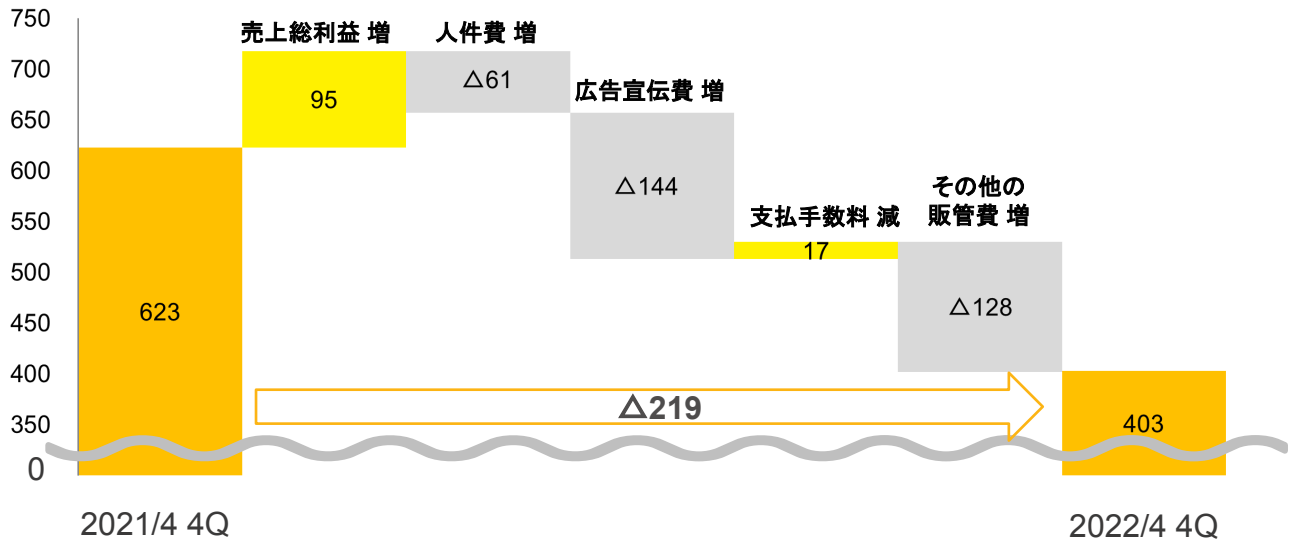 750
700
650
600
550
500
450
400
350
0
売上総利益 増
人件費 増
広告宣伝費 増
支払手数料 減
その他の
販管費 増
623
95
△61
△144
17
△128
403
△219
2021/4 4Q
2022/4 4Q